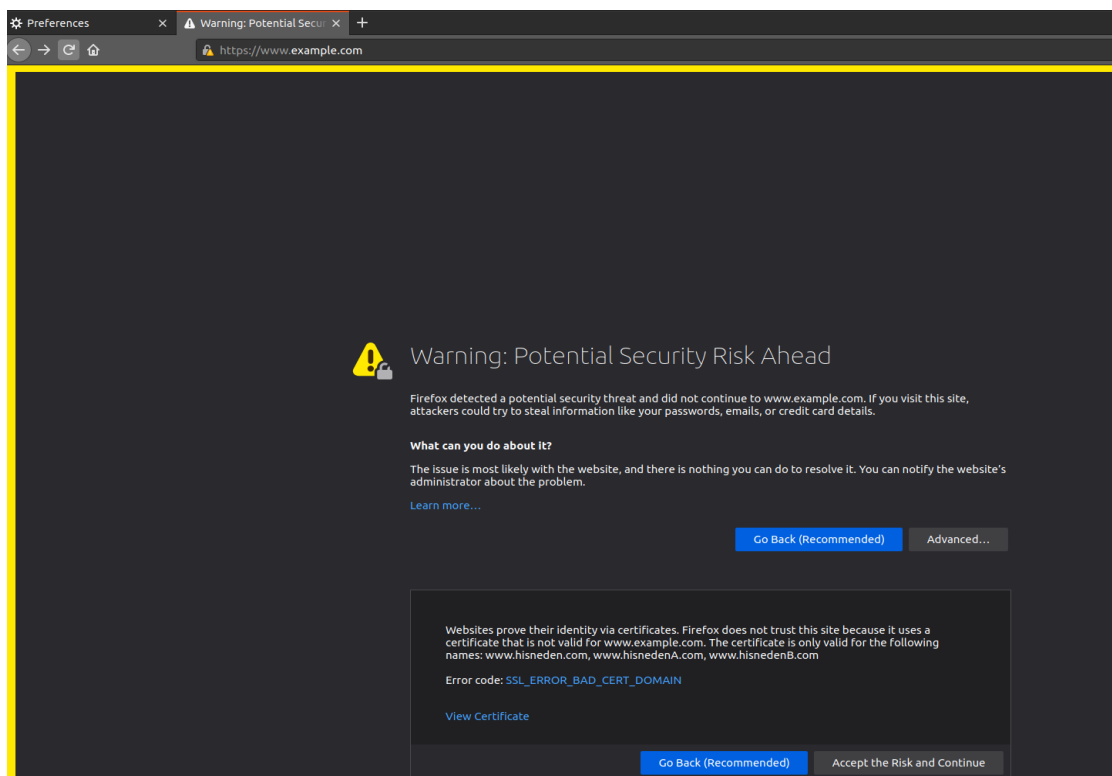 Preferences
Warning: Potential Secur
https://www.example.com
Warning: Potential Security Risk Ahead
Firefox detected a potential security threat and did not continue to www.example.com. If you visit this site,
attackers could try to steal information like your passwords, emails, or credit card details.
What can you do about it?
The issue is most likely with the website, and there is nothing you can do to resolve it. You can notify the website's
administrator about the problem.
Learn more…
Go Back (Recommended)
Advanced…
Websites prove their identity via certificates. Firefox does not trust this site because it uses a
certificate that is not valid for www.example.com. The certificate is only valid for the following
names: www.hisneden.com, www.hisnedenA.com, www.hisnedenB.com
Error code: SSL_ERROR_BAD_CERT_DOMAIN
View Certificate
Go Back (Recommended)
Accept the Risk and Continue